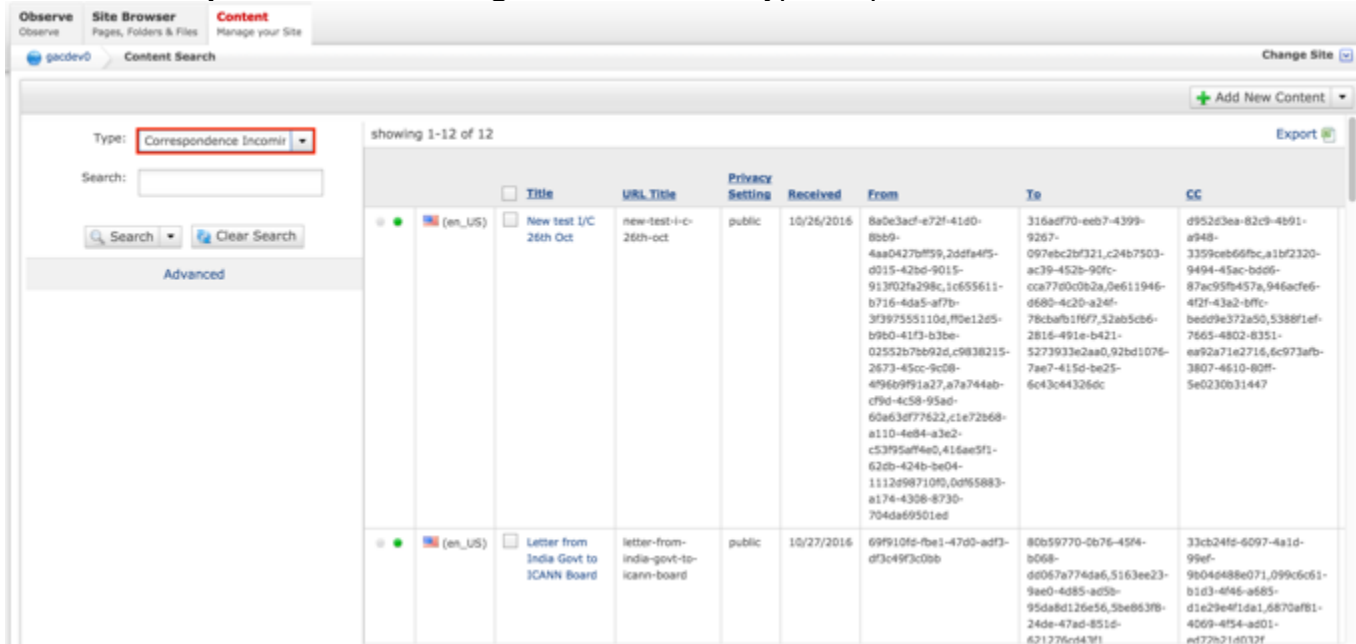 Observe Site Browser Content
Observe Pages, Folders & Files Manage your Site
gacdev0 Content Search Change Site
Add New Content
Type: Correspondence Incomir
showing 1-12 of 12 Export
Search:
Search Clear Search
Advanced
Title URL Title Privacy Setting Received From To CC
(en_US)
New test I/C
26th Oct
new-test-i-c-
26th-oct
public
10/26/2016
8a0e3acf-e72f-41d0-
8bb9-
4aa0427bff59,2ddfa4f5-
d015-42bd-9015-
913f02fa298c,1c655611-
b716-4da5-af7b-
3f397555110d,ff0e12d5-
b9b0-41f3-b3be-
02552b7bb92d,c9838215-
2673-45cc-9c08-
4f96b9f91a27,a7a744ab-
cf9d-4c58-95ad-
60a63df77622,c1e72b68-
a110-4e84-a3e2-
c53f95aff4e0,416ae5f1-
62db-424b-be04-
1112d98710f0,0df65883-
a174-4308-8730-
704da69501ed
316adf70-eeb7-4399-
9267-
097ebc2bf321,c24b7503-
ac39-452b-90fc-
cca77d0c0b2a,0e611946-
d680-4c20-a24f-
78cbafb1f6f7,52ab5cb6-
2816-491e-b421-
5273933e2aa0,92bd1076-
7ae7-415d-be25-
6c43c44326dc
d952d3ea-82c9-4b91-
a948-
3359ceb66fbc,a1bf2320-
9494-45ac-bdd6-
87ac95fb457a,946acfe6-
4f2f-43a2-bffc-
bedd9e372a50,5388f1ef-
7665-4802-8351-
ea92a71e2716,6c973afb-
3807-4610-80ff-
5e0230b31447
(en_US)
Letter from
India Govt to
ICANN Board
letter-from-
india-govt-to-
icann-board
public
10/27/2016
69f910fd-fbe1-47d0-adf3-
df3c49f3c0bb
80b59770-0b76-45f4-
b068-
dd067a774da6,5163ee23-
9ae0-4d85-ad5b-
95da8d126e56,5be863f8-
24de-47ad-851d-
621276cd43f1
33cb24fd-6097-4a1d-
99ef-
9b04d488e071,099c6c61-
b1d3-4f46-a685-
d1e29e4f1da1,6870af81-
4069-4f54-ad01-
ed72b21d032f